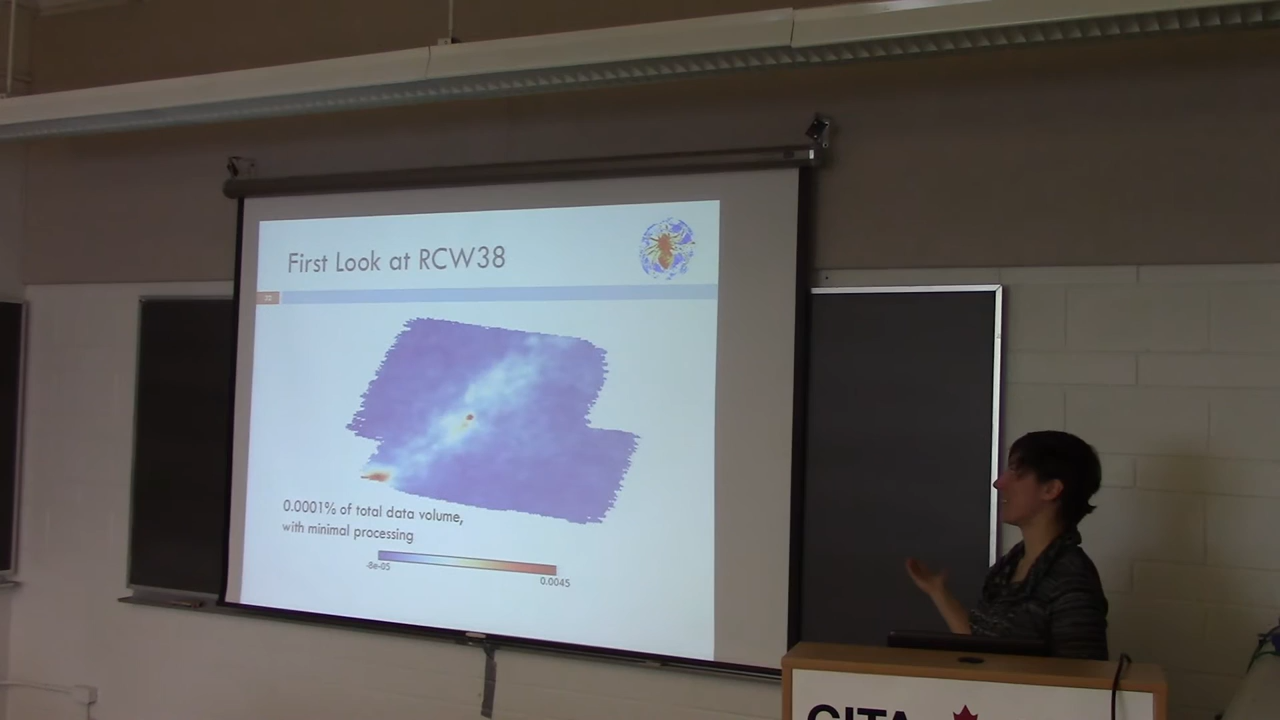 First Look at RCW38
0.0001% of total data volume,
with minimal processing
-8e-05
0.0045
CITA